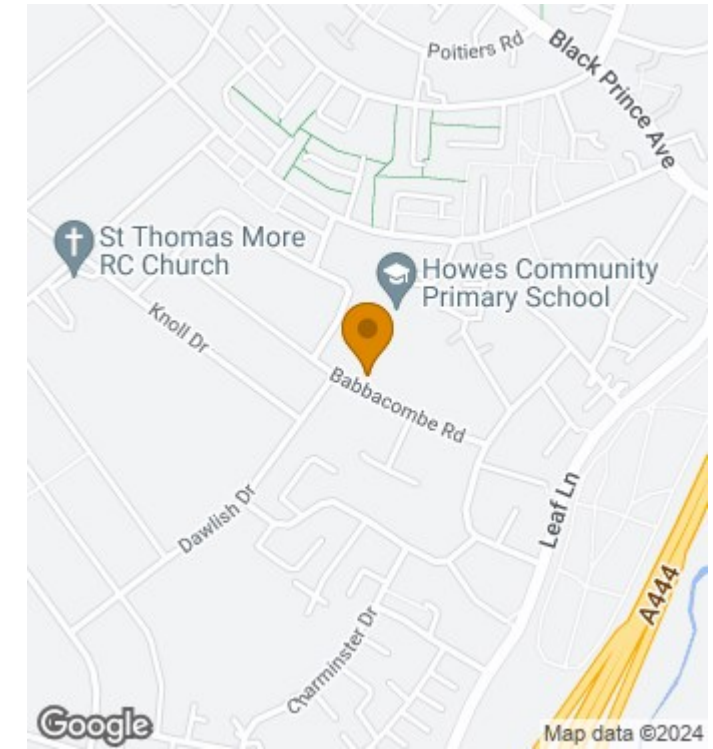 Poitiers Rd
Black Prince Ave
St Thomas More
RC Church
Howes Community
Primary School
Knoll Dr
Babbacombe Rd
Leaf Ln
Dawlish Dr
A444
Charminster Dr
Google
Map data ©2024